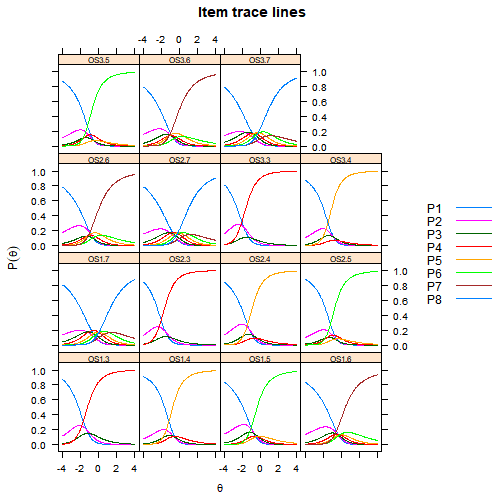 Item trace lines
-4 -2 0 2 4 -4 -2 0 2 4
OS3.5 OS3.6 OS3.7
1.0
0.8
0.6
0.4
0.2
0.0
OS2.6 OS2.7 OS3.3 OS3.4
1.0
0.8
0.6
0.4
0.2
0.0
OS1.7 OS2.3 OS2.4 OS2.5
1.0
0.8
0.6
0.4
0.2
0.0
OS1.3 OS1.4 OS1.5 OS1.6
1.0
0.8
0.6
0.4
0.2
0.0
-4 -2 0 2 4 -4 -2 0 2 4
θ
P(θ)
P1
P2
P3
P4
P5
P6
P7
P8